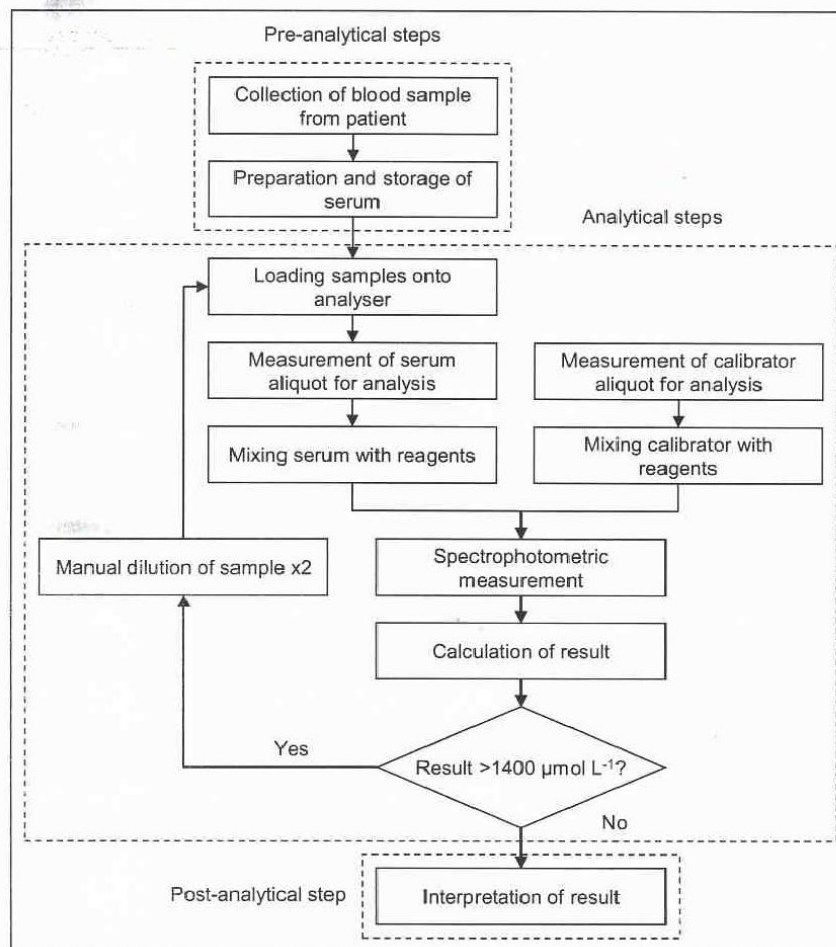 Pre-analytical steps
Collection of blood sample
from patient
Preparation and storage of
serum
Analytical steps
Loading samples onto
analyser
Measurement of serum
aliquot for analysis
Measurement of calibrator
aliquot for analysis
Mixing serum with reagents
Mixing calibrator with
reagents
Manual dilution of sample x2
Spectrophotometric
measurement
Calculation of result
Yes
Result >1400 µmol L⁻¹?
No
Post-analytical step
Interpretation of result